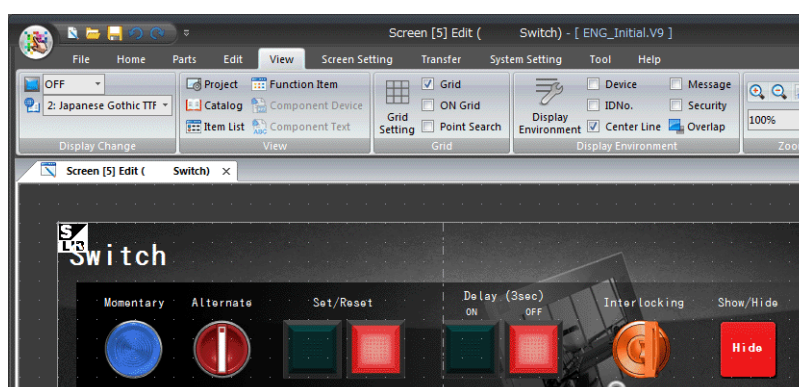 Screen [5] Edit ( Switch) - [ ENG_Initial.V9 ]
File Home Parts Edit View Screen Setting Transfer System Setting Tool Help
OFF Project Function Item Grid Device Message
2: Japanese Gothic TTF Catalog Component Device ON Grid IDNo. Security
Item List Component Text Grid Setting Point Search Display Environment Center Line Overlap 100%
Display Change View Grid Display Environment Zoo
Screen [5] Edit ( Switch) ×
Switch
Momentary Alternate Set/Reset Delay (3sec) Interlocking Show/Hide
ON OFF
Hide